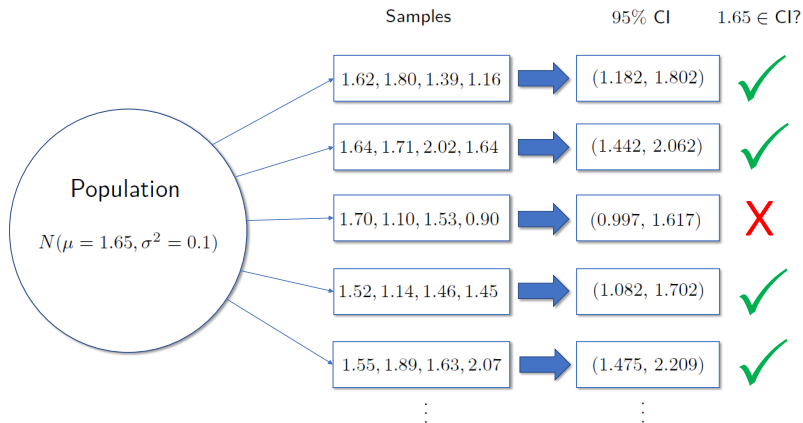 Samples 95% CI 1.65 ∈ CI?
1.62, 1.80, 1.39, 1.16 (1.182, 1.802)
1.64, 1.71, 2.02, 1.64 (1.442, 2.062)
Population
1.70, 1.10, 1.53, 0.90 (0.997, 1.617) X
N(μ = 1.65, σ² = 0.1)
1.52, 1.14, 1.46, 1.45 (1.082, 1.702)
1.55, 1.89, 1.63, 2.07 (1.475, 2.209)
⋮ ⋮